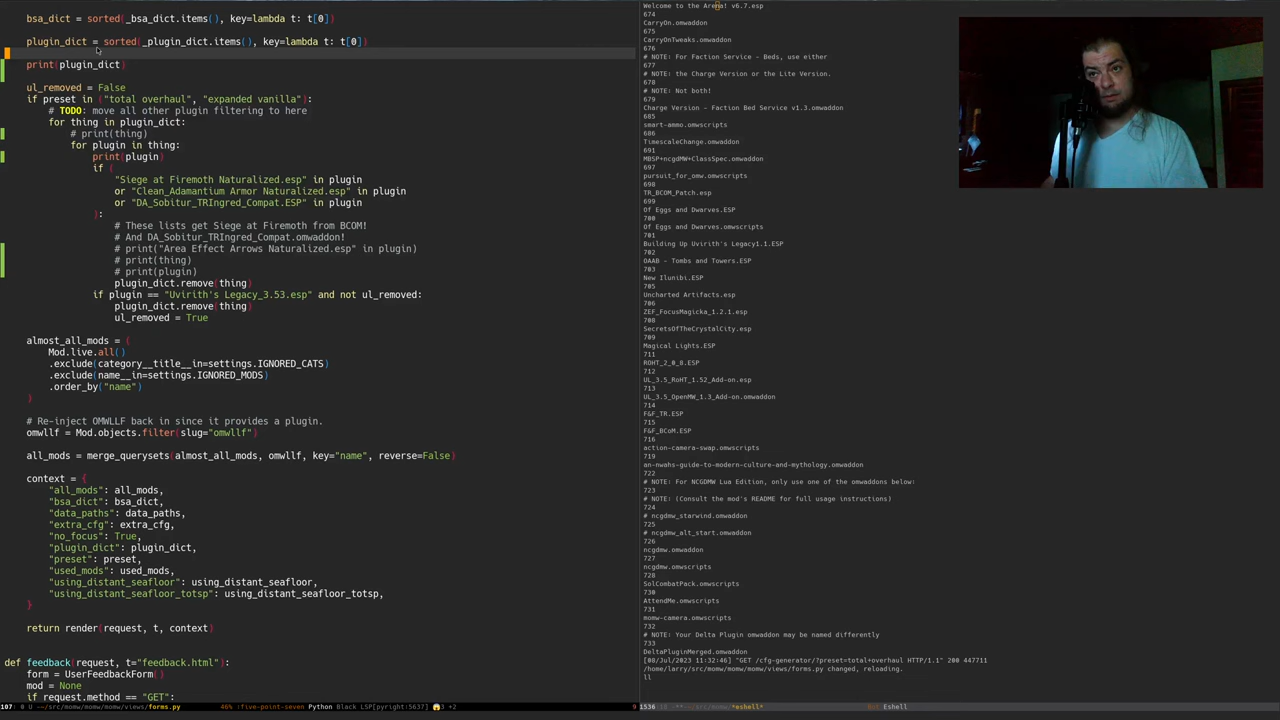 bsa_dict = sorted(_bsa_dict.items(), key=lambda t: t[0])
plugin_dict = sorted(_plugin_dict.items(), key=lambda t: t[0])
print(plugin_dict)
ul_removed = False
if preset in ("total overhaul", "expanded vanilla"):
# TODO: move all other plugin filtering to here
for thing in plugin_dict:
# print(thing)
for plugin in thing:
print(plugin)
if (
"Siege at Firemoth Naturalized.esp" in plugin
or "Clean_Adamantium Armor Naturalized.esp" in plugin
or "DA_Sobitur_TRIngred_Compat.ESP" in plugin
):
# These lists get Siege at Firemoth from BCOM!
# And DA_Sobitur_TRIngred_Compat.omwaddon!
# print("Area Effect Arrows Naturalized.esp" in plugin)
# print(thing)
# print(plugin)
plugin_dict.remove(thing)
if plugin == "Uvirith's Legacy_3.53.esp" and not ul_removed:
plugin_dict.remove(thing)
ul_removed = True
almost_all_mods = (
Mod.live.all()
.exclude(category__title__in=settings.IGNORED_CATS)
.exclude(name__in=settings.IGNORED_MODS)
.order_by("name")
)
# Re-inject OMWLLF back in since it provides a plugin.
omwllf = Mod.objects.filter(slug="omwllf")
all_mods = merge_querysets(almost_all_mods, omwllf, key="name", reverse=False)
context = {
"all_mods": all_mods,
"bsa_dict": bsa_dict,
"data_paths": data_paths,
"extra_cfg": extra_cfg,
"no_focus": True,
"plugin_dict": plugin_dict,
"preset": preset,
"used_mods": used_mods,
"using_distant_seafloor": using_distant_seafloor,
"using_distant_seafloor_totsp": using_distant_seafloor_totsp,
}
return render(request, t, context)
def feedback(request, t="feedback.html"):
form = UserFeedbackForm()
mod = None
if request.method == "GET":
107: 0 U ~~/src/momw/momw/momw/views/forms.py 46% :five-point-seven Python Black LSP[pyright:5637] 😱3 +2 9
Welcome to the Arena! v6.7.esp
674
CarryOn.omwaddon
675
CarryOnTweaks.omwaddon
676
# NOTE: For Faction Service - Beds, use either
677
# NOTE: the Charge Version or the Lite Version.
678
# NOTE: Not both!
679
Charge Version - Faction Bed Service v1.3.omwaddon
685
smart-ammo.omwscripts
686
TimescaleChange.omwaddon
691
MBSP+ncgdMW+ClassSpec.omwaddon
697
pursuit_for_omw.omwscripts
698
TR_BCOM_Patch.esp
699
Of Eggs and Dwarves.ESP
700
Of Eggs and Dwarves.omwscripts
701
Building Up Uvirith's Legacy1.1.ESP
702
OAAB - Tombs and Towers.ESP
703
New Ilunibi.ESP
705
Uncharted Artifacts.esp
706
ZEF_FocusMagicka_1.2.1.esp
708
SecretsOfTheCrystalCity.esp
709
Magical Lights.ESP
711
ROHT_2_0_8.ESP
712
UL_3.5_RoHT_1.52_Add-on.esp
713
UL_3.5_OpenMW_1.3_Add-on.omwaddon
714
F&F_TR.ESP
715
F&F_BCoM.ESP
716
action-camera-swap.omwscripts
719
an-nwahs-guide-to-modern-culture-and-mythology.omwaddon
722
# NOTE: For NCGDMW Lua Edition, only use one of the omwaddons below:
723
# NOTE: (Consult the mod's README for full usage instructions)
724
# ncgdmw_starwind.omwaddon
725
# ncgdmw_alt_start.omwaddon
726
ncgdmw.omwaddon
727
ncgdmw.omwscripts
728
SolCombatPack.omwscripts
730
AttendMe.omwscripts
731
momw-camera.omwscripts
732
# NOTE: Your Delta Plugin omwaddon may be named differently
733
DeltaPluginMerged.omwaddon
[08/Jul/2023 11:32:46] "GET /cfg-generator/?preset=total+overhaul HTTP/1.1" 200 447711
/home/larry/src/momw/momw/momw/views/forms.py changed, reloading.
ll
1536:18 -**--/src/momw/*eshell* Bot Eshell